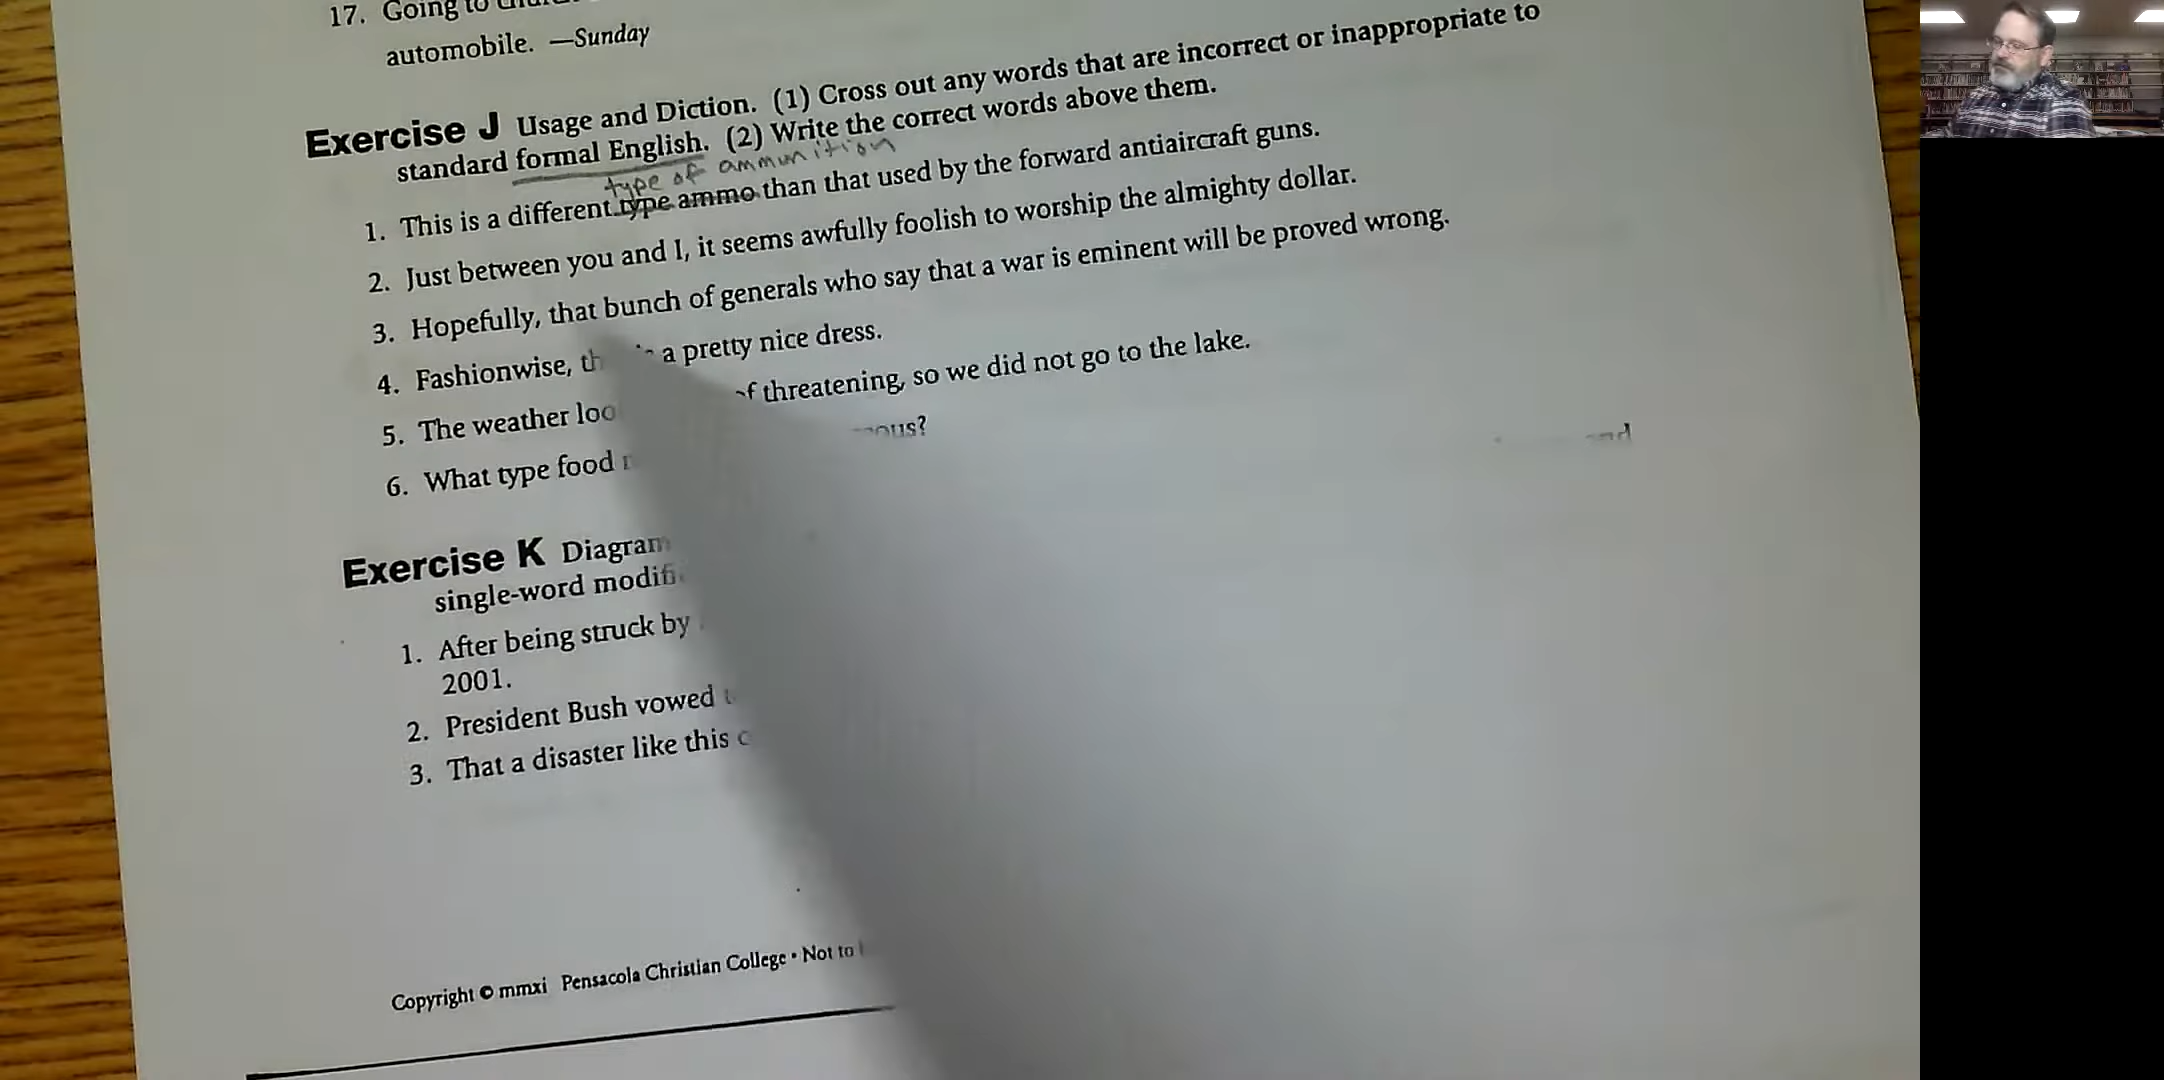 17. Going to
automobile. —Sunday
Exercise J Usage and Diction. (1) Cross out any words that are incorrect or inappropriate to
standard formal English. (2) Write the correct words above them.
type of ammunition
1. This is a different type ammo than that used by the forward antiaircraft guns.
2. Just between you and I, it seems awfully foolish to worship the almighty dollar.
3. Hopefully, that bunch of generals who say that a war is eminent will be proved wrong.
4. Fashionwise, a pretty nice dress.
5. The weather threatening, so we did not go to the lake.
6. What type food
Exercise K Diagram
single-word
1. After being struck by
2001.
2. President Bush vowed
3. That a disaster like this
Copyright © mmxi Pensacola Christian College • Not to